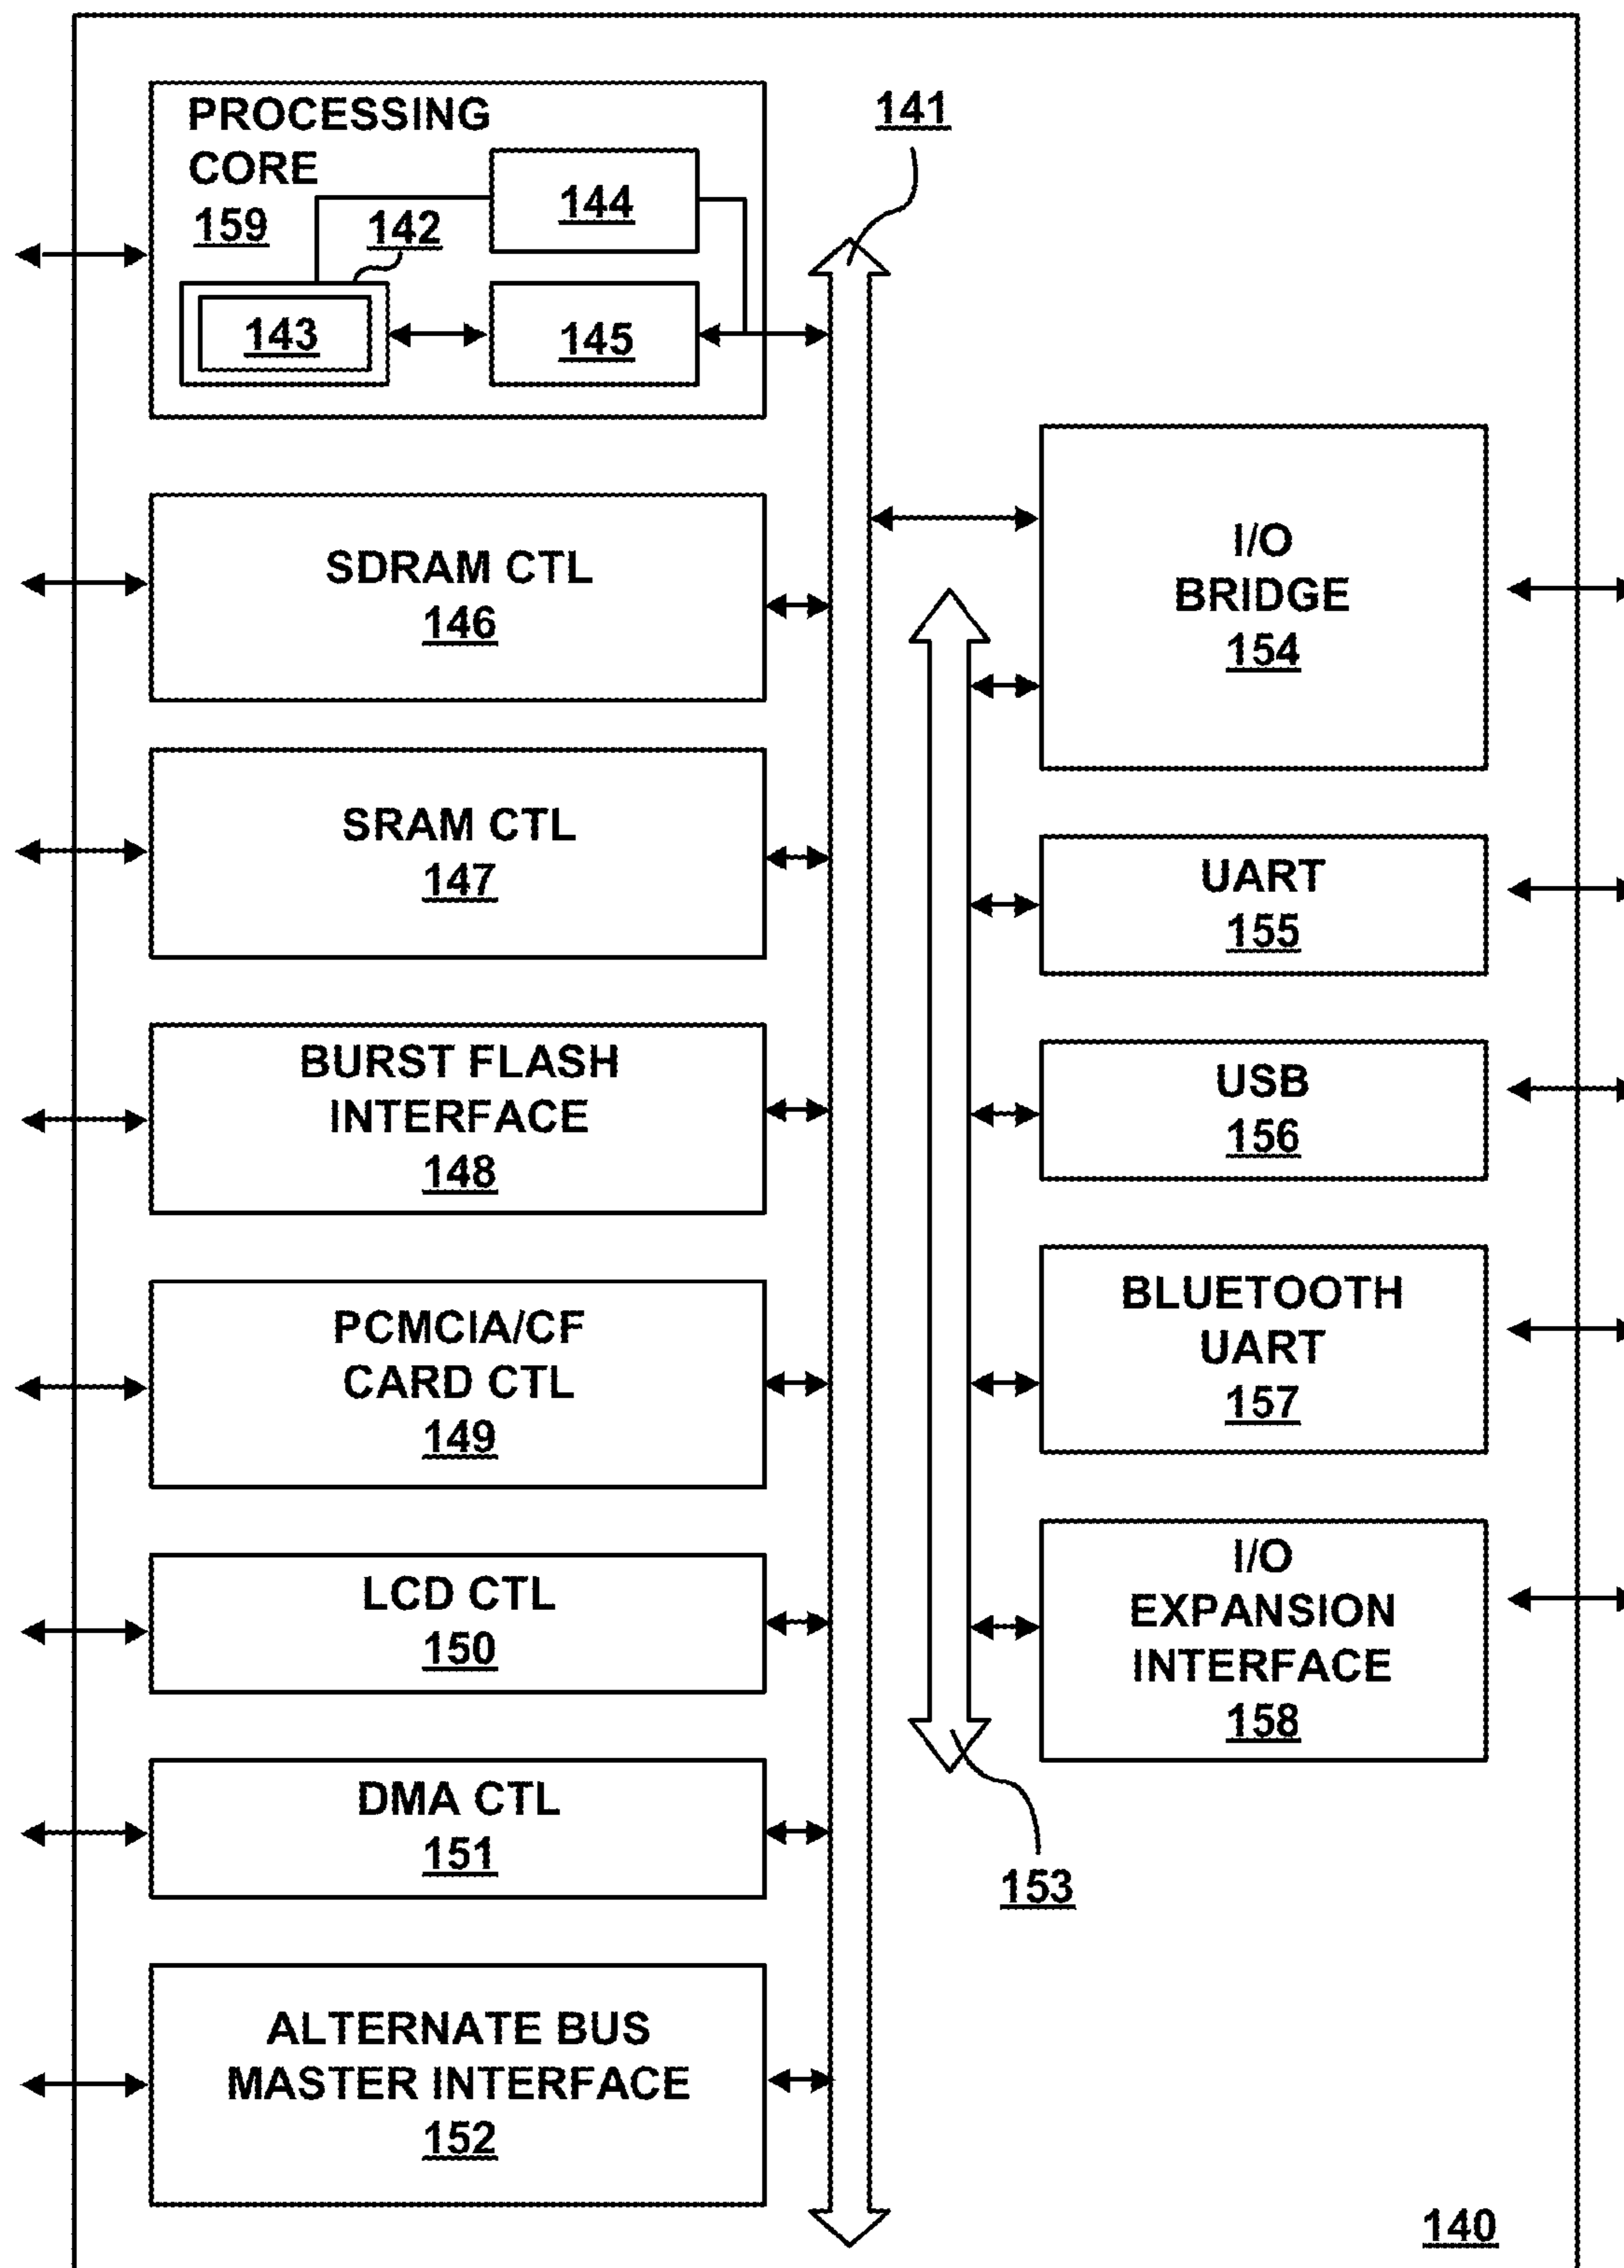 PROCESSING
CORE
159
142
144
143
145
141
SDRAM CTL
146
SRAM CTL
147
BURST FLASH
INTERFACE
148
PCMCIA/CF
CARD CTL
149
LCD CTL
150
DMA CTL
151
ALTERNATE BUS
MASTER INTERFACE
152
I/O
BRIDGE
154
UART
155
USB
156
BLUETOOTH
UART
157
I/O
EXPANSION
INTERFACE
158
153
140